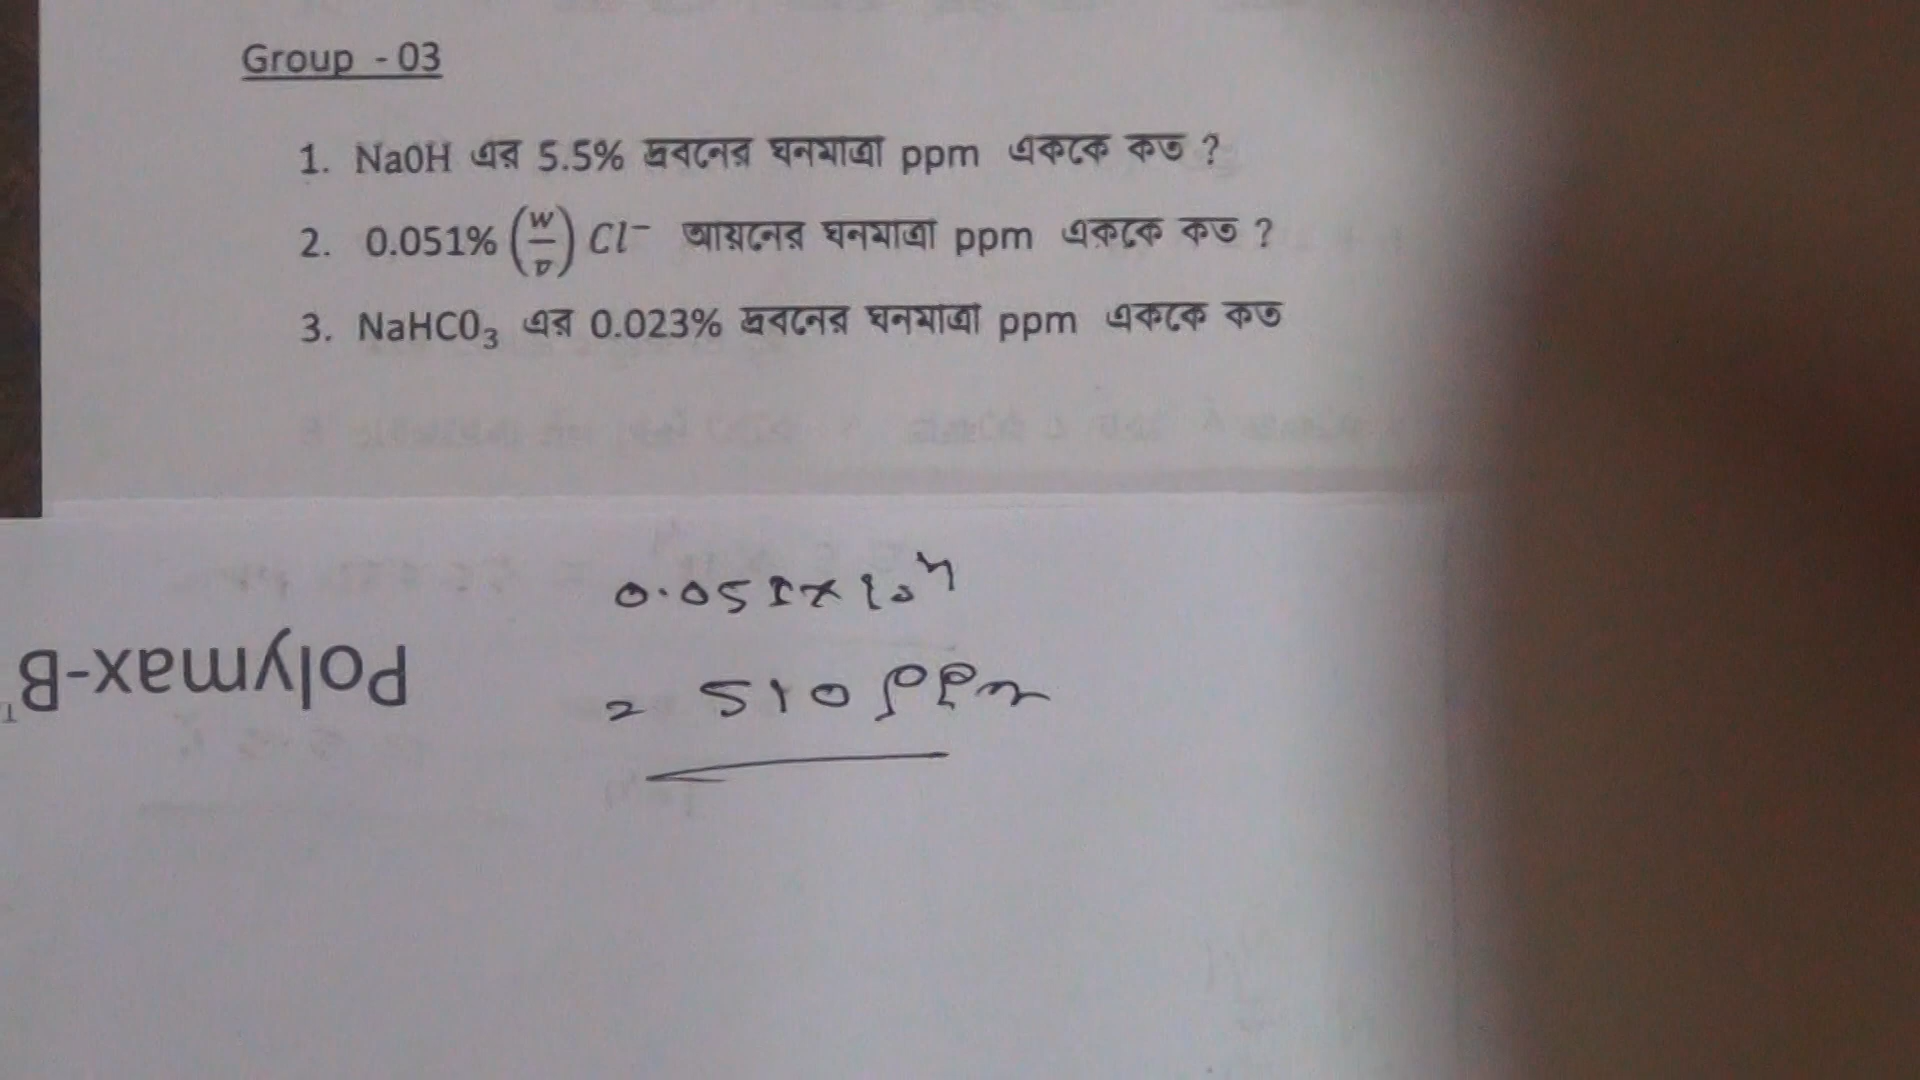 Group - 03
1. NaOH এর 5.5% দ্রবনের ঘনমাত্রা ppm এককে কত ?
2. 0.051% (W/V) Cl⁻ আয়নের ঘনমাত্রা ppm একককে কত ?
3. NaHCO₃ এর 0.023% দ্রবনের ঘনমাত্রা ppm এককে কত
0.051×10⁴
= 510 ppm
Polymax-B